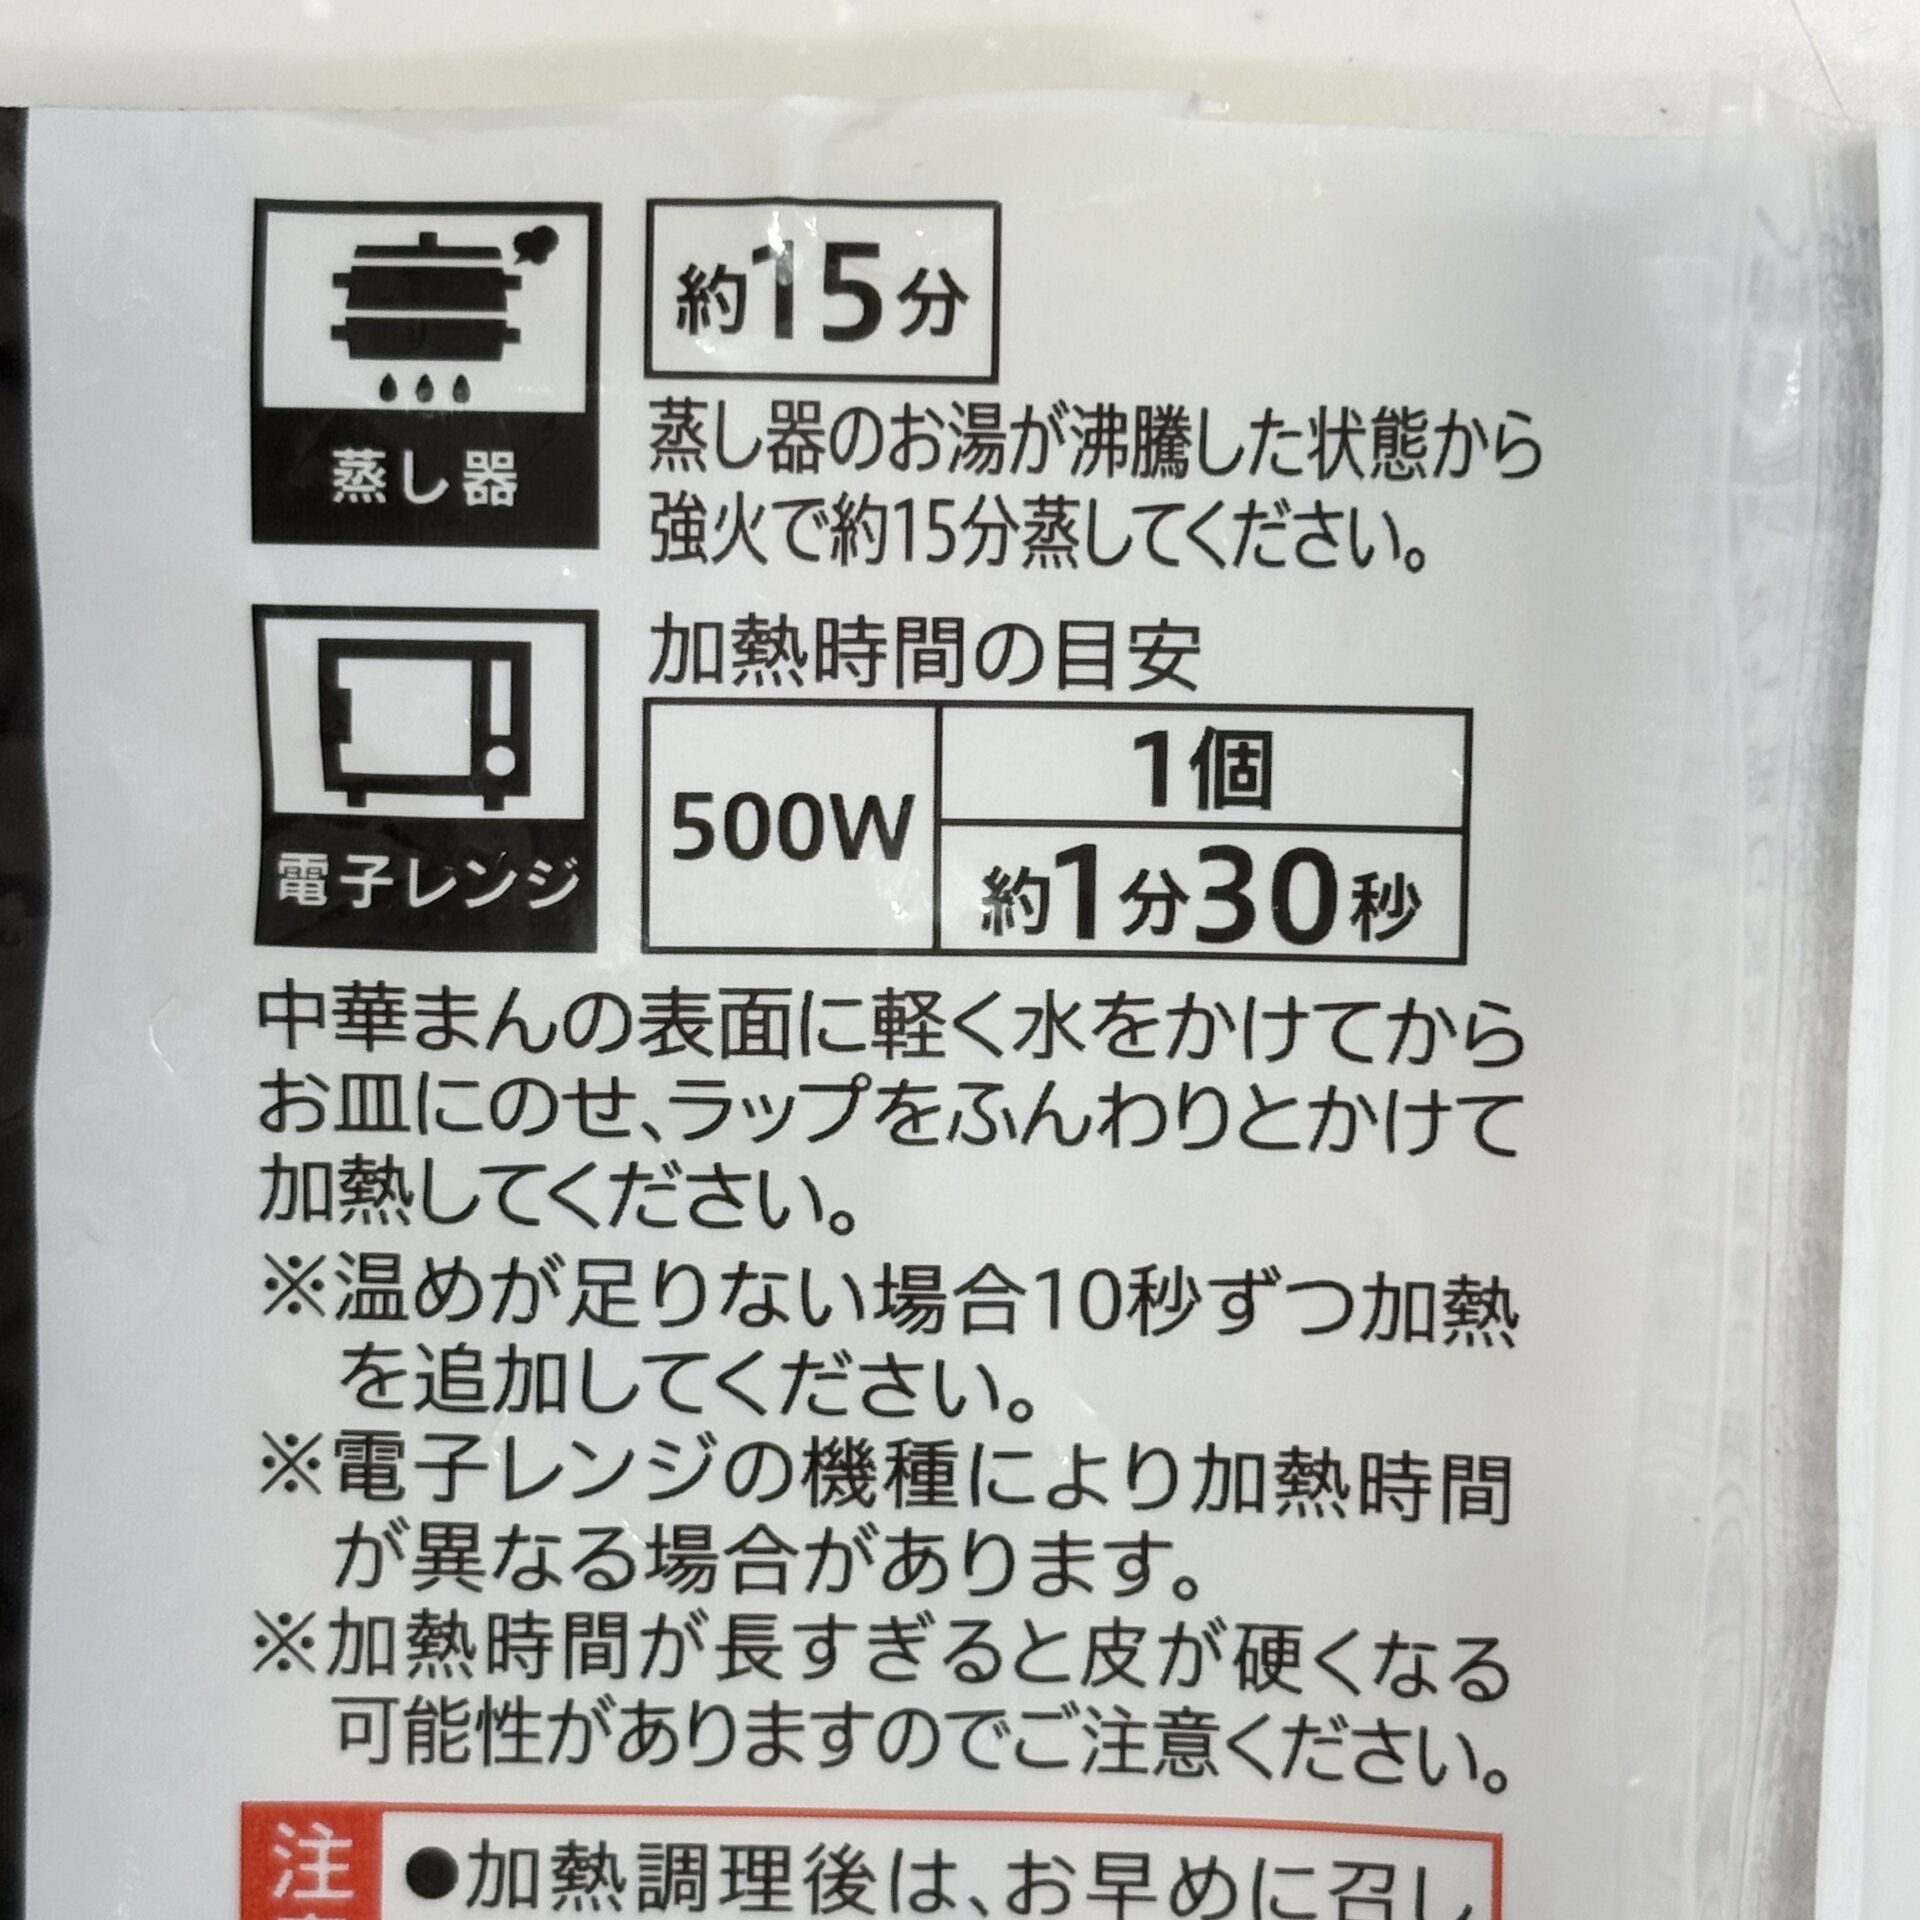 約15分
蒸し器
蒸し器のお湯が沸騰した状態から
強火で約15分蒸してください。
電子レンジ
加熱時間の目安
500W
1個
約1分30秒
中華まんの表面に軽く水をかけてから
お皿にのせ、ラップをふんわりとかけて
加熱してください。
※温めが足りない場合10秒ずつ加熱
を追加してください。
※電子レンジの機種により加熱時間
が異なる場合があります。
※加熱時間が長すぎると皮が硬くなる
可能性がありますのでご注意ください。
注
●加熱調理後は、お早めに召し